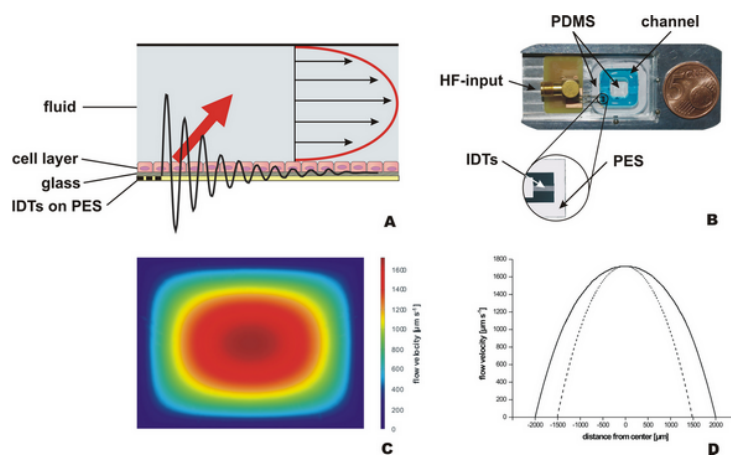 fluid
cell layer
glass
IDTs on PES
A
PDMS
channel
HF-input
IDTs
PES
B
1600
1400
1200
1000
800
600
400
200
0
flow velocity [µm s⁻¹]
C
1800
1600
1400
1200
1000
800
600
400
200
0
flow velocity [µm s⁻¹]
-2000
-1500
-1000
-500
0
500
1000
1500
2000
distance from center [µm]
D